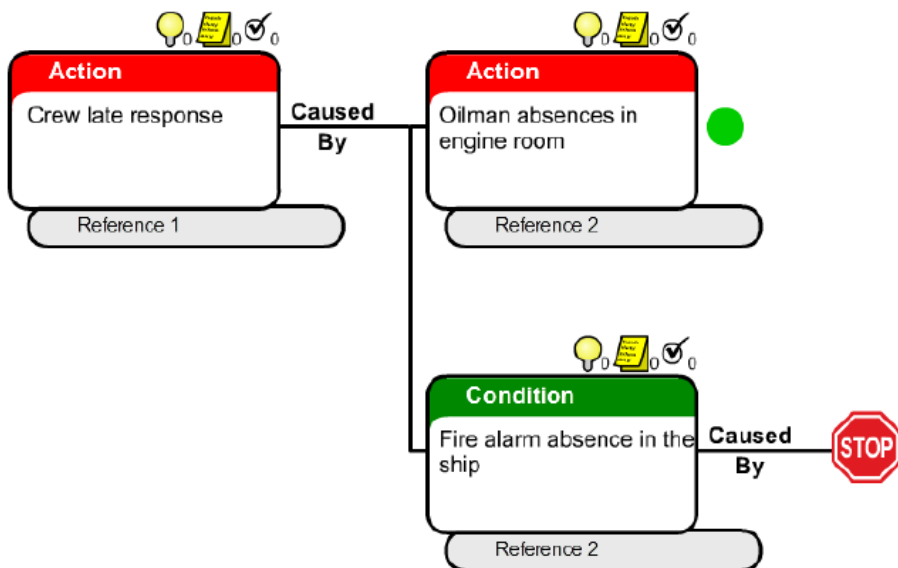 0 0 0
0 0 0
Action
Action
Crew late response
Caused
By
Oilman absences in
engine room
Reference 1
Reference 2
0 0 0
Condition
Fire alarm absence in the
ship
Caused
By
STOP
Reference 2